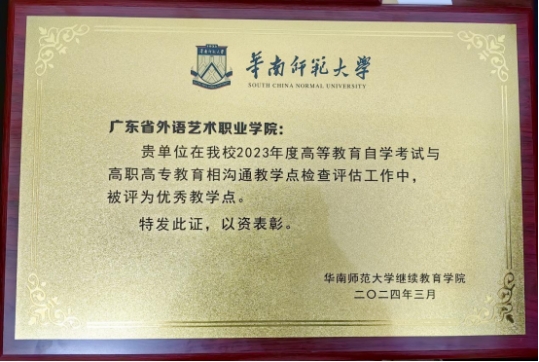 華南師範大學
SOUTH CHINA NORMAL UNIVERSITY
广东省外语艺术职业学院：
贵单位在我校2023年度高等教育自学考试与
高职高专教育相沟通教学点检查评估工作中，
被评为优秀教学点。
特发此证，以资表彰。
华南师范大学继续教育学院
二〇二四年三月